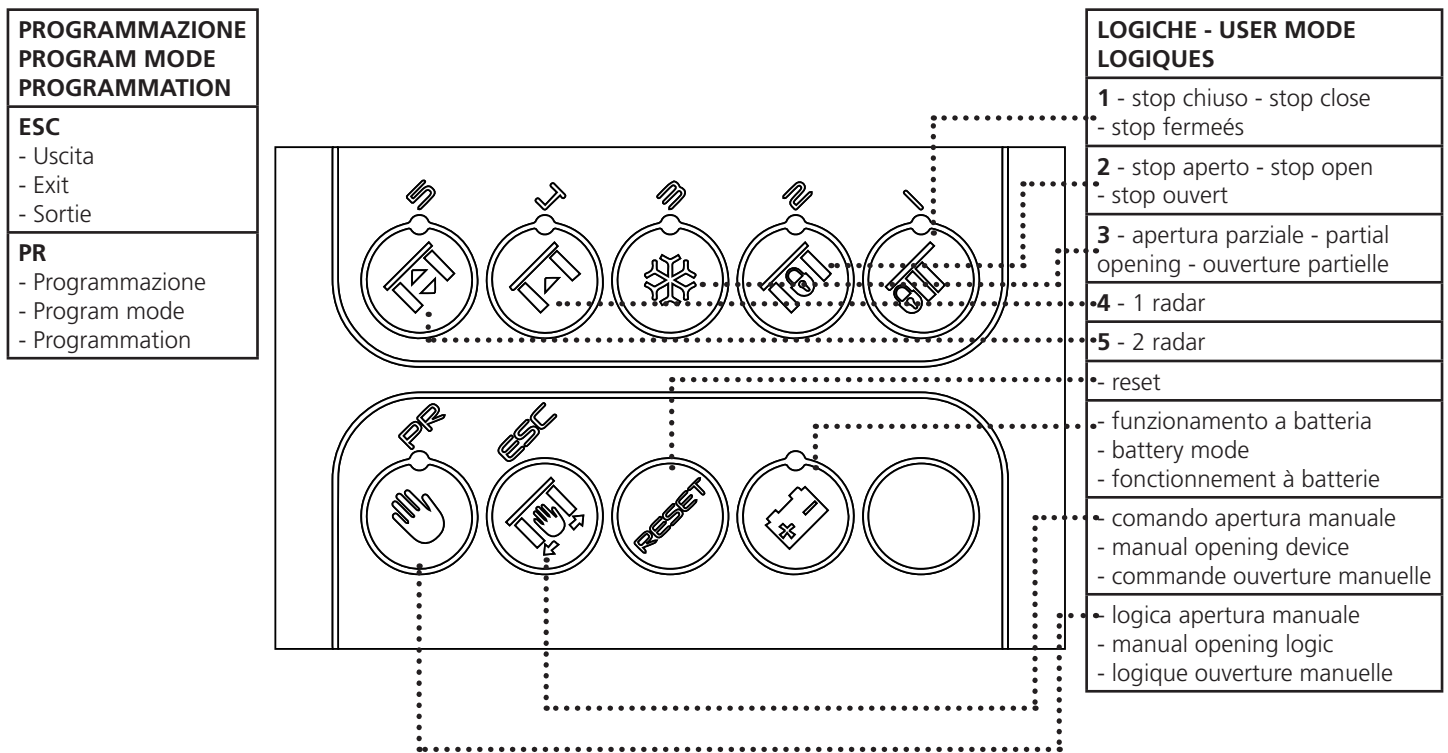 PROGRAMMAZIONE
PROGRAM MODE
PROGRAMMATION
ESC
- Uscita
- Exit
- Sortie
PR
- Programmazione
- Program mode
- Programmation
5 4 3 2 1
PR ESC
RESET
LOGICHE - USER MODE
LOGIQUES
1 - stop chiuso - stop close
- stop fermeés
2 - stop aperto - stop open
- stop ouvert
3 - apertura parziale - partial
opening - ouverture partielle
4 - 1 radar
5 - 2 radar
- reset
- funzionamento a batteria
- battery mode
- fonctionnement à batterie
- comando apertura manuale
- manual opening device
- commande ouverture manuelle
- logica apertura manuale
- manual opening logic
- logique ouverture manuelle